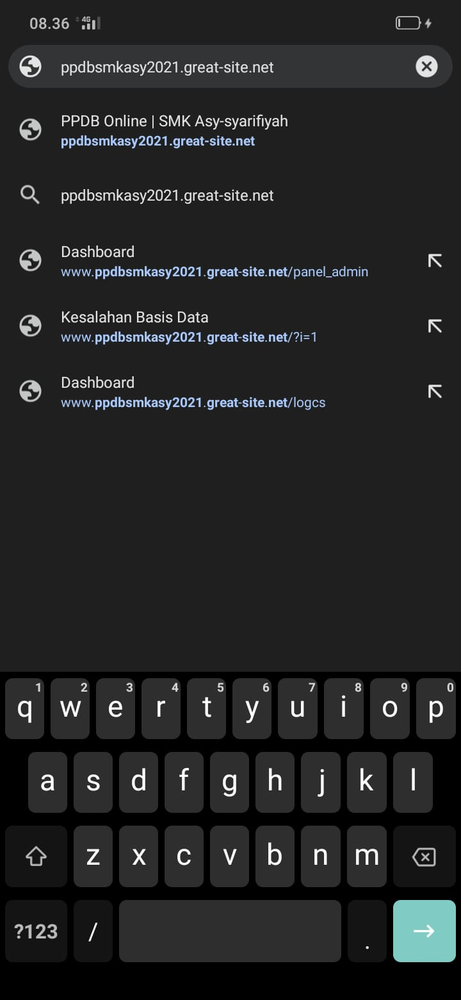 08.36 4G
ppdbsmkasy2021.great-site.net
PPDB Online | SMK Asy-syarifiyah
ppdbsmkasy2021.great-site.net
ppdbsmkasy2021.great-site.net
Dashboard
www.ppdbsmkasy2021.great-site.net/panel_admin
Kesalahan Basis Data
www.ppdbsmkasy2021.great-site.net/?i=1
Dashboard
www.ppdbsmkasy2021.great-site.net/logcs
1 2 3 4 5 6 7 8 9 0
q w e r t y u i o p
a s d f g h j k l
z x c v b n m
?123 / .